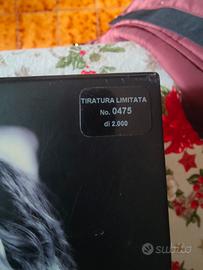 TIRATURA LIMITATA
No. 0475
di 2.000
subito